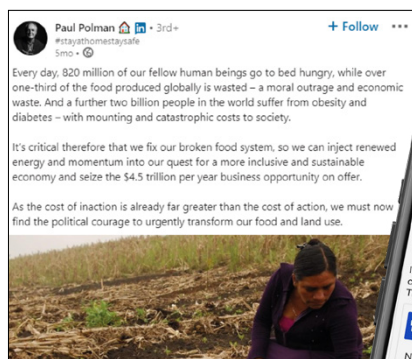 Paul Polman in • 3rd+
+ Follow
#stayathomestaysafe
5mo •
Every day, 820 million of our fellow human beings go to bed hungry, while over
one-third of the food produced globally is wasted – a moral outrage and economic
waste. And a further two billion people in the world suffer from obesity and
diabetes – with mounting and catastrophic costs to society.
It's critical therefore that we fix our broken food system, so we can inject renewed
energy and momentum into our quest for a more inclusive and sustainable
economy and seize the $4.5 trillion per year business opportunity on offer.
As the cost of inaction is already far greater than the cost of action, we must now
find the political courage to urgently transform our food and land use.